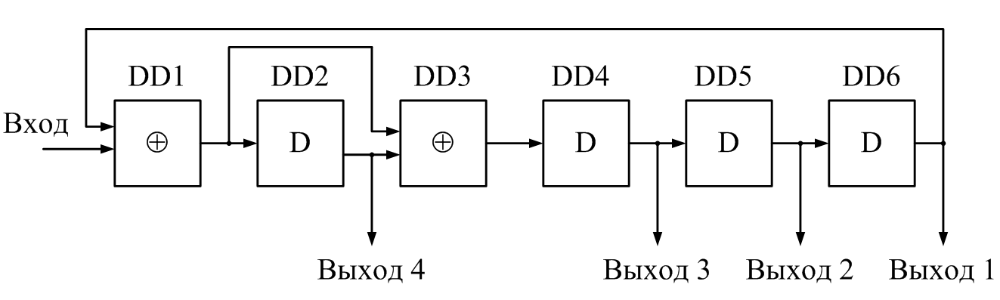 DD1 DD2 DD3 DD4 DD5 DD6
Вход
⊕ D ⊕ D D D
Выход 4 Выход 3 Выход 2 Выход 1